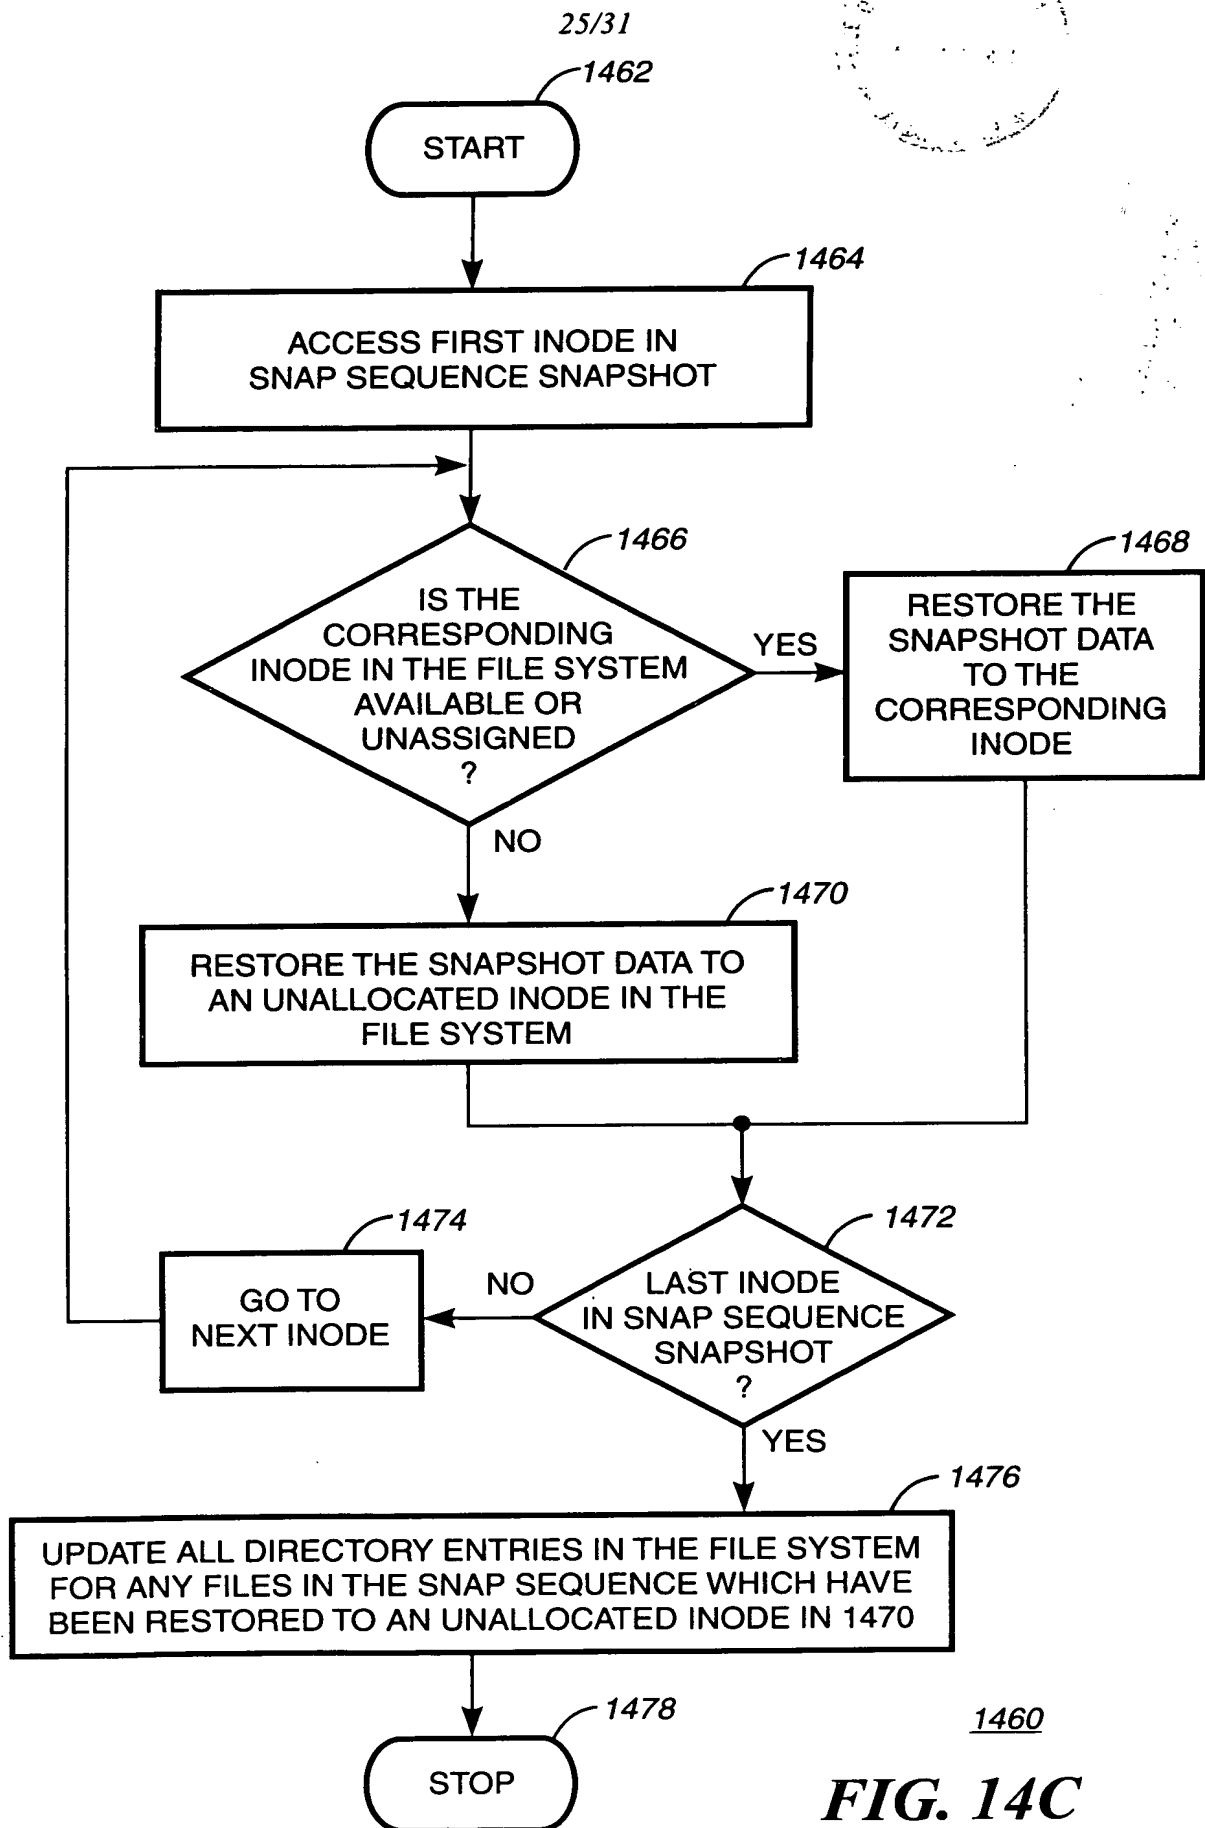 25/31
1462
START
1464
ACCESS FIRST INODE IN
SNAP SEQUENCE SNAPSHOT
1466
IS THE
CORRESPONDING
INODE IN THE FILE SYSTEM
AVAILABLE OR
UNASSIGNED
?
YES
1468
RESTORE THE
SNAPSHOT DATA
TO THE
CORRESPONDING
INODE
NO
1470
RESTORE THE SNAPSHOT DATA TO
AN UNALLOCATED INODE IN THE
FILE SYSTEM
1472
LAST INODE
IN SNAP SEQUENCE
SNAPSHOT
?
NO
1474
GO TO
NEXT INODE
YES
1476
UPDATE ALL DIRECTORY ENTRIES IN THE FILE SYSTEM
FOR ANY FILES IN THE SNAP SEQUENCE WHICH HAVE
BEEN RESTORED TO AN UNALLOCATED INODE IN 1470
1478
STOP
1460
FIG. 14C